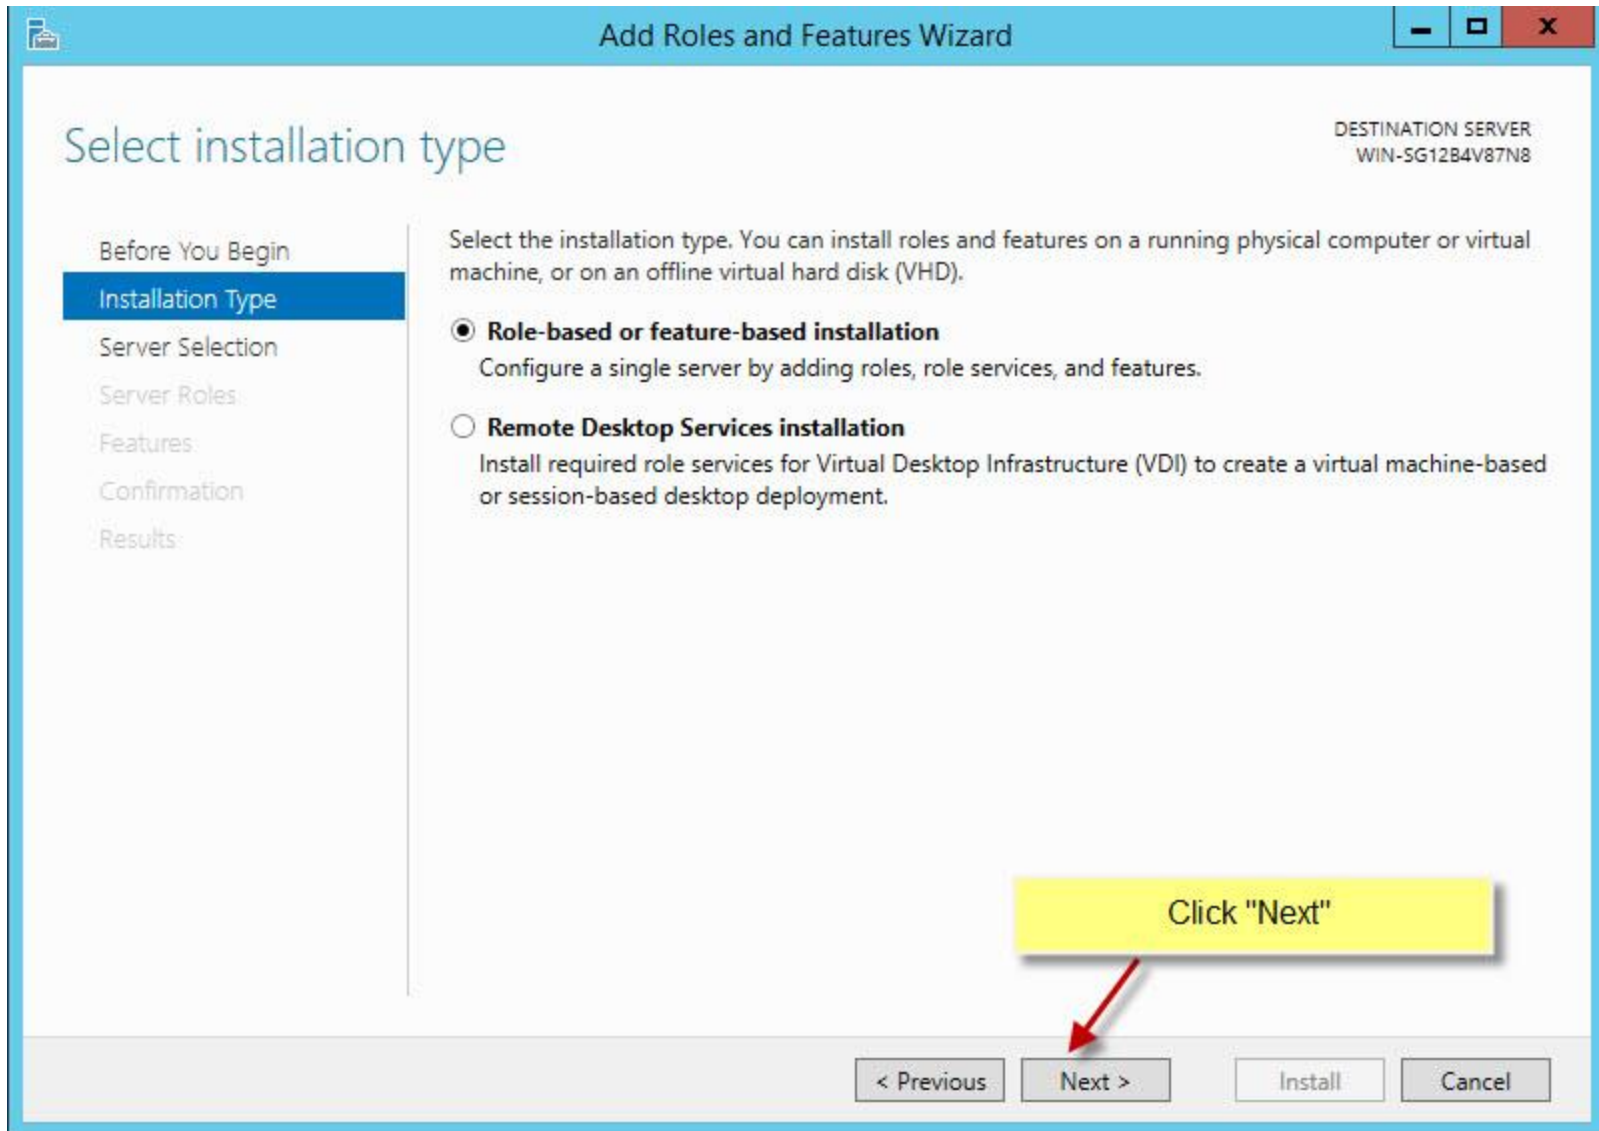 Add Roles and Features Wizard
Select installation type
DESTINATION SERVER
WIN-SG12B4V87N8
Before You Begin
Installation Type
Server Selection
Server Roles
Features
Confirmation
Results
Select the installation type. You can install roles and features on a running physical computer or virtual
machine, or on an offline virtual hard disk (VHD).
Role-based or feature-based installation
Configure a single server by adding roles, role services, and features.
Remote Desktop Services installation
Install required role services for Virtual Desktop Infrastructure (VDI) to create a virtual machine-based
or session-based desktop deployment.
Click "Next"
< Previous
Next >
Install
Cancel